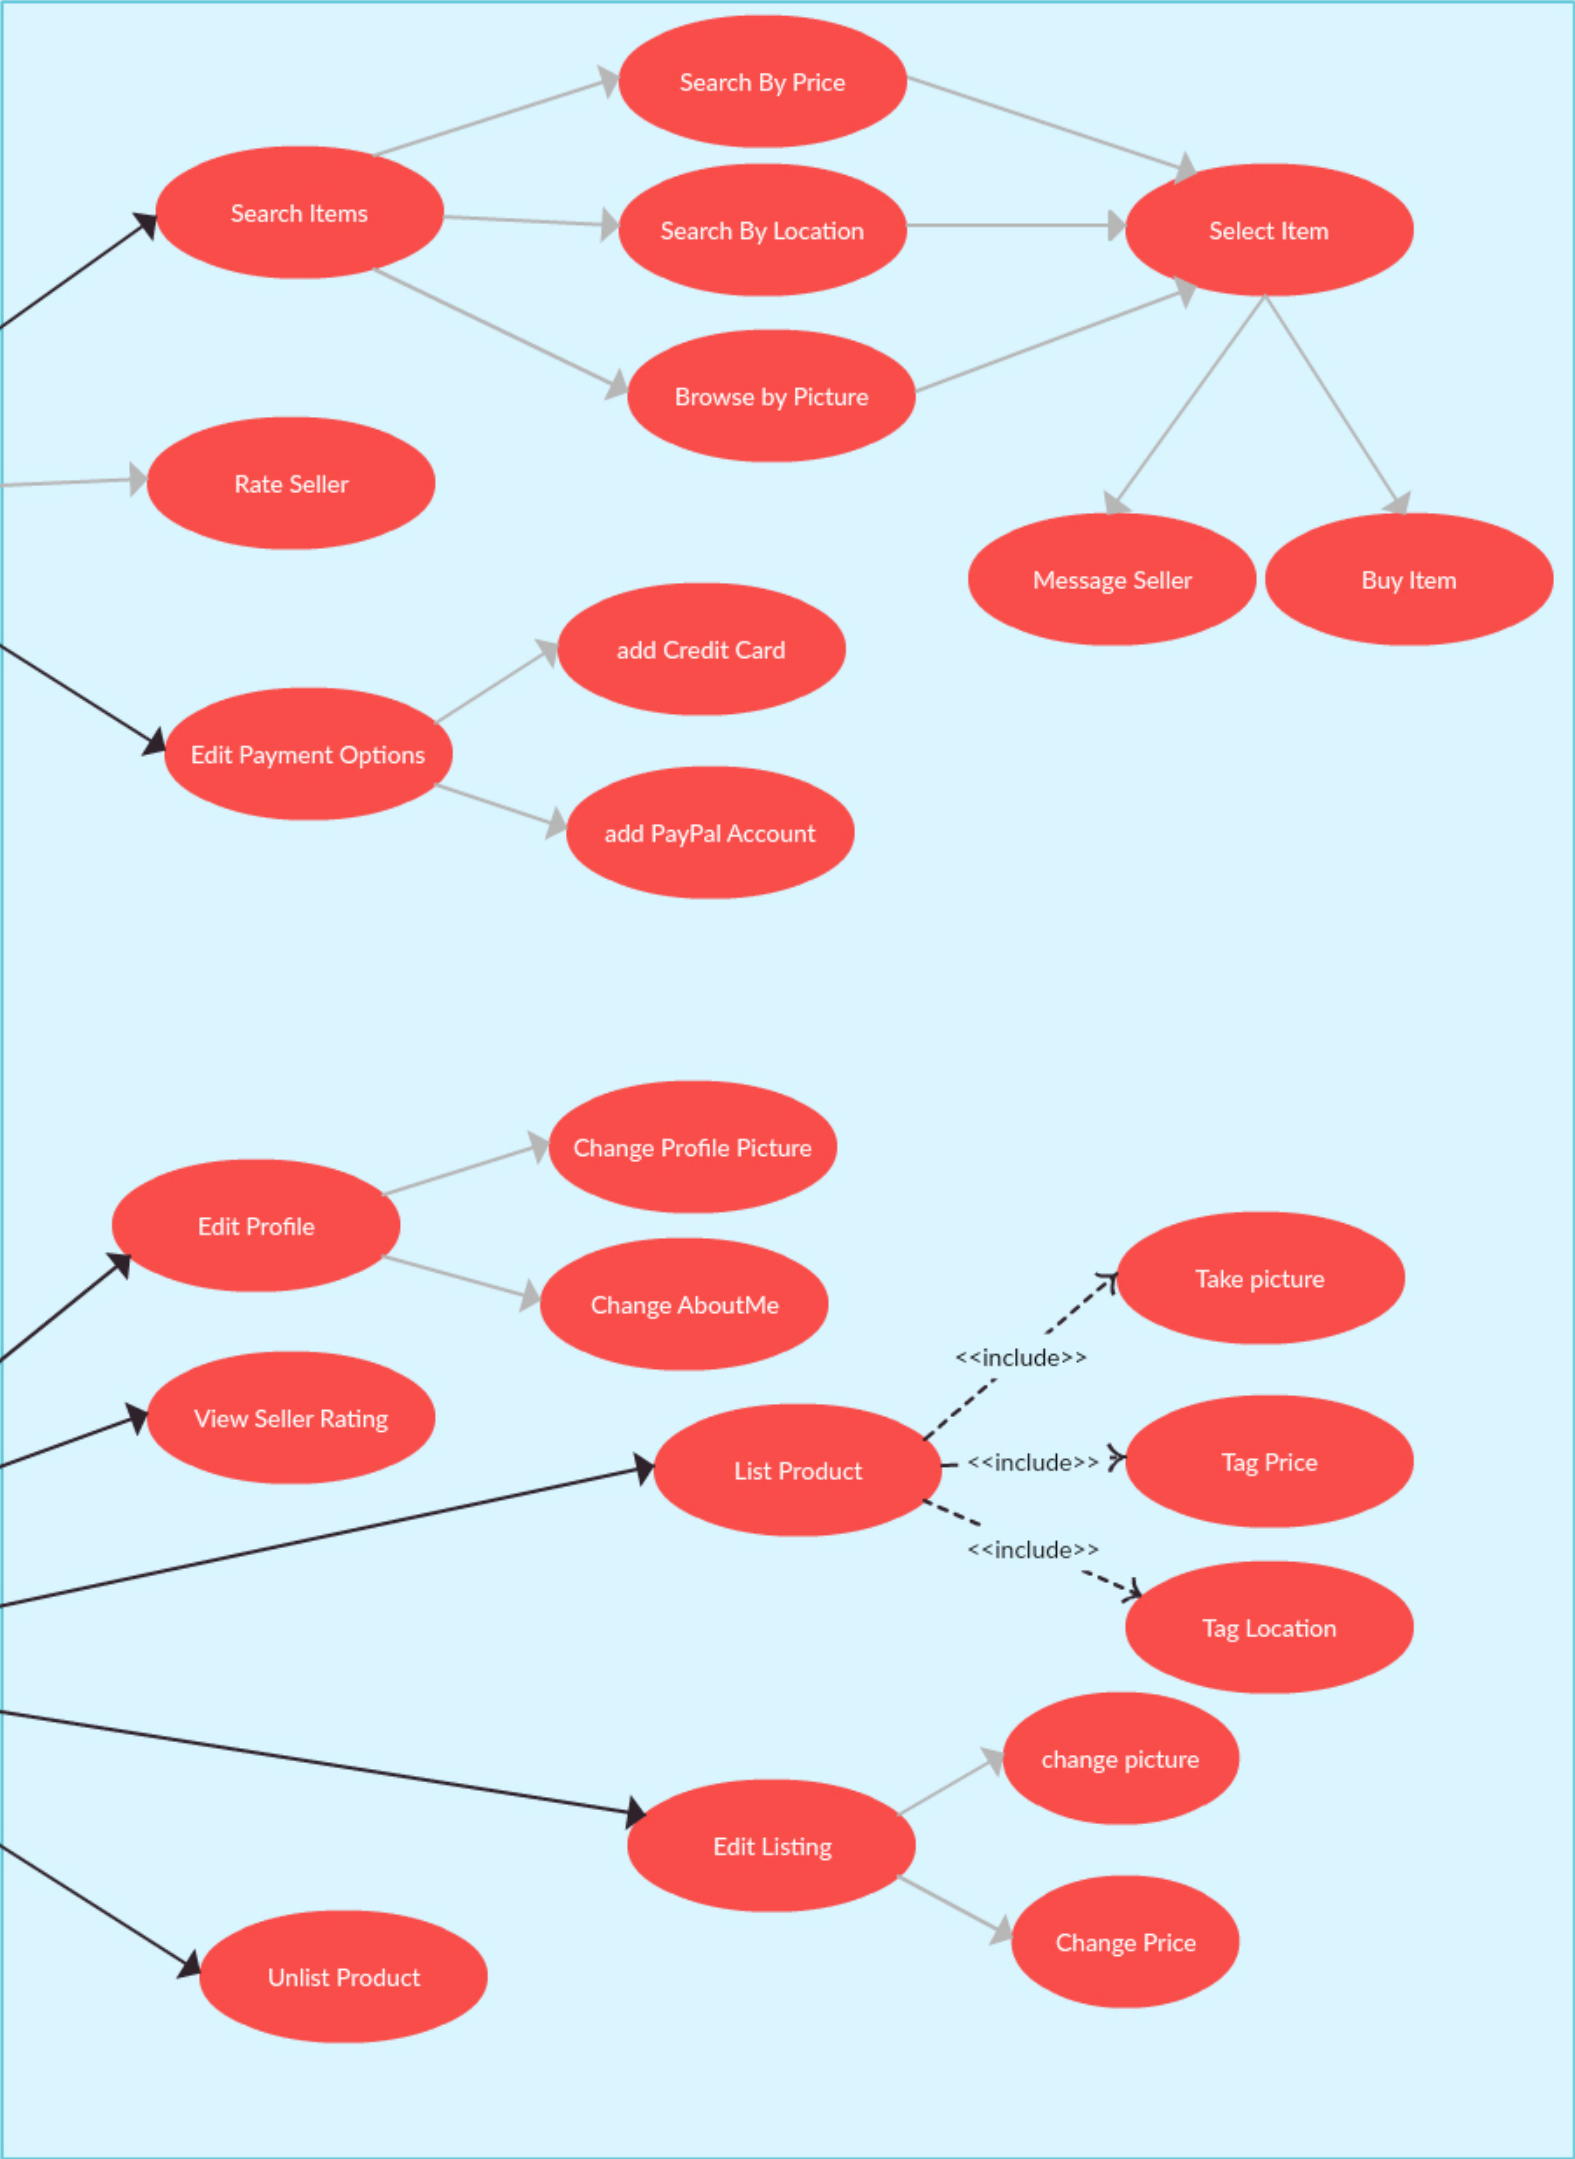 Search By Price
Search Items
Search By Location
Select Item
Browse by Picture
Rate Seller
Message Seller
Buy Item
add Credit Card
Edit Payment Options
add PayPal Account
Change Profile Picture
Edit Profile
Change AboutMe
Take picture
<<include>>
View Seller Rating
List Product
<<include>>
Tag Price
<<include>>
Tag Location
change picture
Edit Listing
Change Price
Unlist Product